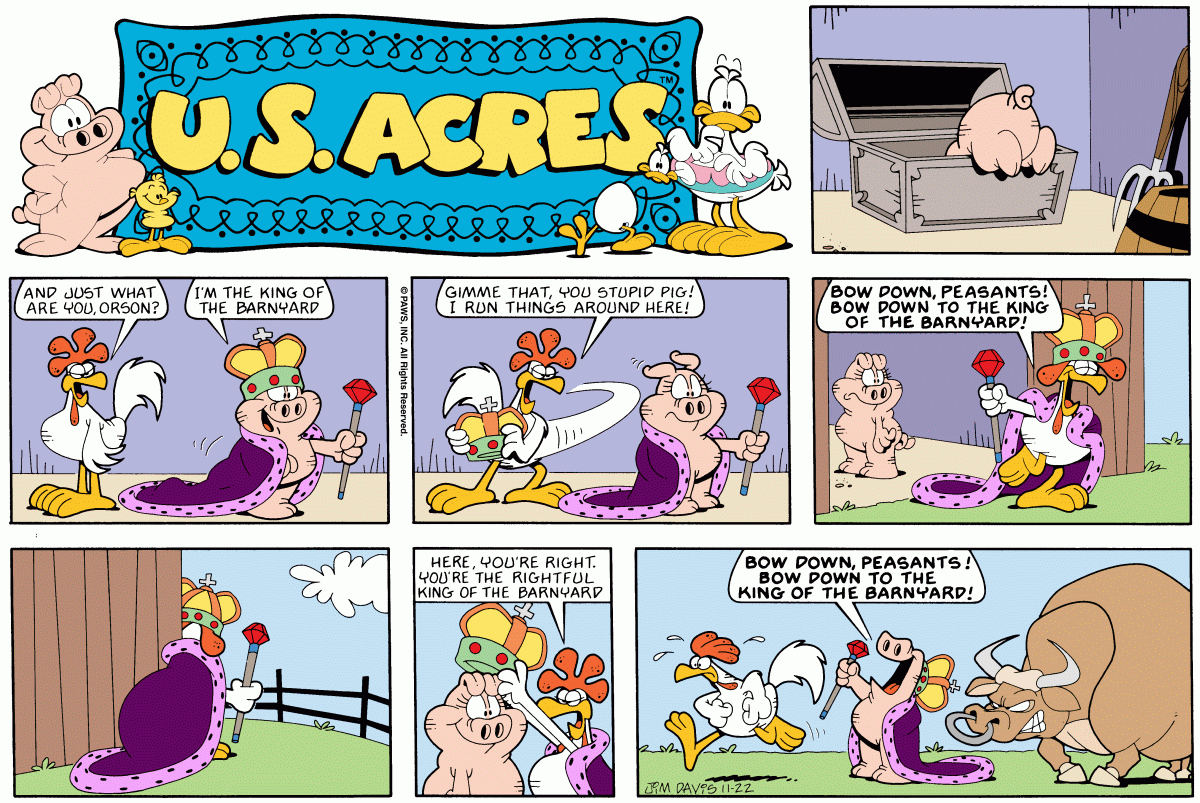 U.S. ACRES™
AND JUST WHAT
ARE YOU, ORSON?
I'M THE KING OF
THE BARNYARD
© PAWS, INC. All Rights Reserved.
GIMME THAT, YOU STUPID PIG!
I RUN THINGS AROUND HERE!
BOW DOWN, PEASANTS!
BOW DOWN TO THE KING
OF THE BARNYARD!
HERE, YOU'RE RIGHT.
YOU'RE THE RIGHTFUL
KING OF THE BARNYARD
BOW DOWN, PEASANTS!
BOW DOWN TO THE
KING OF THE BARNYARD!
JIM DAVIS 11-22